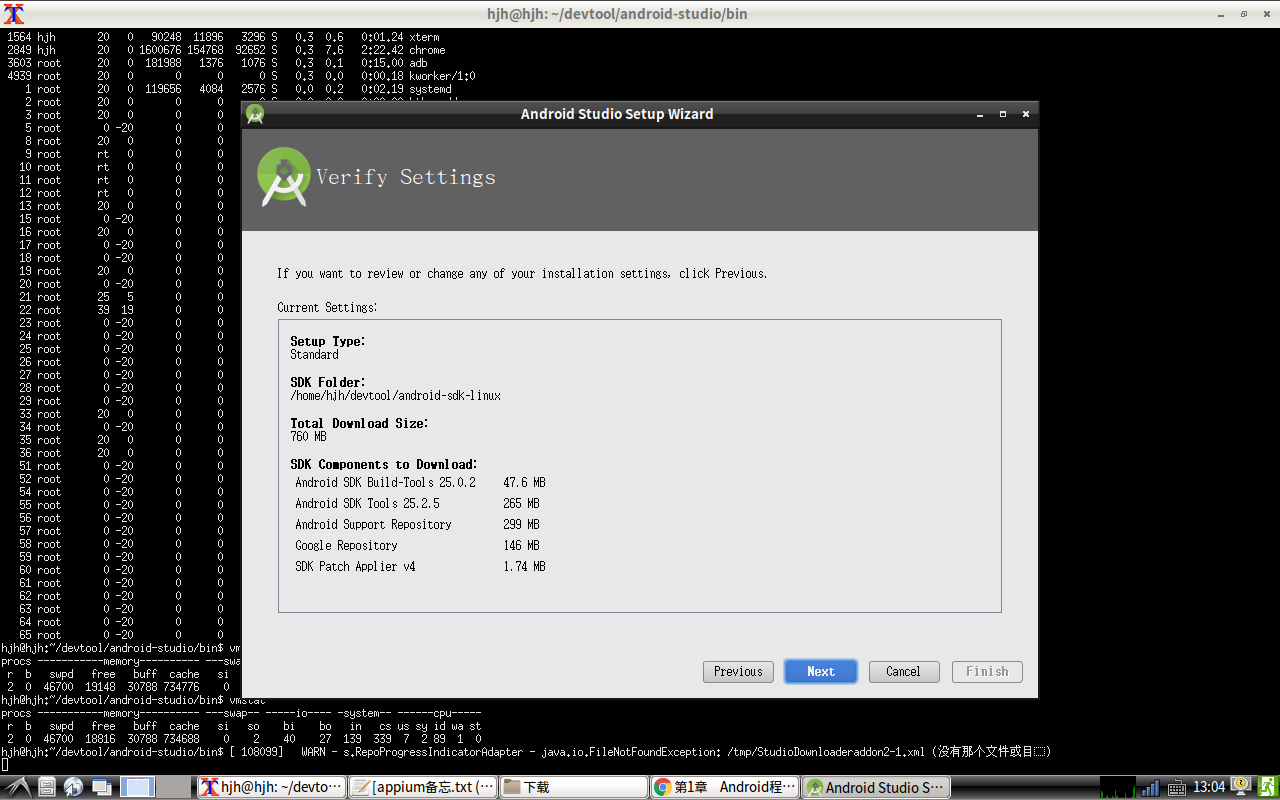 hjh@hjh: ~/devtool/android-studio/bin
1564 hjh 20 0 90248 11896 3296 S 0.3 0.6 0:01.24 xterm
2849 hjh 20 0 1600676 154768 92652 S 0.3 7.6 2:22.42 chrome
3603 root 20 0 181988 1376 1076 S 0.3 0.1 0:15.00 adb
4939 root 20 0 0 0 0 S 0.3 0.0 0:00.18 kworker/1:0
1 root 20 0 119656 4084 2576 S 0.0 0.2 0:02.19 systemd
2 root 20 0 0
3 root 20 0 0
5 root 0 -20 0 0
8 root 20 0 0
9 root rt 0 0
10 root rt 0 0
11 root rt 0 0
12 root rt 0 0
13 root 20 0 0
15 root 0 -20 0 0
16 root 20 0 0
17 root 0 -20 0 0
18 root 0 -20 0 0
19 root 20 0 0
20 root 0 -20 0 0
21 root 25 5 0 0
22 root 39 19 0 0
23 root 0 -20 0 0
24 root 0 -20 0 0
25 root 0 -20 0 0
26 root 0 -20 0 0
27 root 0 -20 0 0
28 root 0 -20 0 0
29 root 0 -20 0 0
33 root 20 0 0
34 root 0 -20 0 0
35 root 20 0 0
36 root 20 0 0
51 root 0 -20 0 0
52 root 0 -20 0 0
54 root 0 -20 0 0
55 root 0 -20 0 0
56 root 0 -20 0 0
57 root 0 -20 0 0
58 root 0 -20 0 0
59 root 0 -20 0 0
60 root 0 -20 0 0
61 root 0 -20 0 0
62 root 0 -20 0 0
63 root 0 -20 0 0
64 root 0 -20 0 0
65 root 0 -20 0 0
hjh@hjh:~/devtool/android-studio/bin$ vm
procs -----------memory---------- ---swa
r b swpd free buff cache si
2 0 46700 19148 30788 734776 0
hjh@hjh:~/devtool/android-studio/bin$ vmstat
procs -----------memory---------- ---swap-- -----io---- -system-- ------cpu-----
r b swpd free buff cache si so bi bo in cs us sy id wa st
2 0 46700 18816 30788 734688 0 2 40 27 139 339 7 2 89 1 0
hjh@hjh:~/devtool/android-studio/bin$ [ 108099] WARN - s.RepoProgressIndicatorAdapter - java.io.FileNotFoundException: /tmp/StudioDownloaderaddon2-1.xml (没有那个文件或目
Android Studio Setup Wizard
Verify Settings
If you want to review or change any of your installation settings, click Previous.
Current Settings:
Setup Type:
Standard
SDK Folder:
/home/hjh/devtool/android-sdk-linux
Total Download Size:
760 MB
SDK Components to Download:
Android SDK Build-Tools 25.0.2 47.6 MB
Android SDK Tools 25.2.5 265 MB
Android Support Repository 299 MB
Google Repository 146 MB
SDK Patch Applier v4 1.74 MB
Previous Next Cancel Finish
hjh@hjh: ~/devto⋯ [appium备忘.txt (⋯ 下载 第1章 Android程⋯ Android Studio S⋯ 13:04